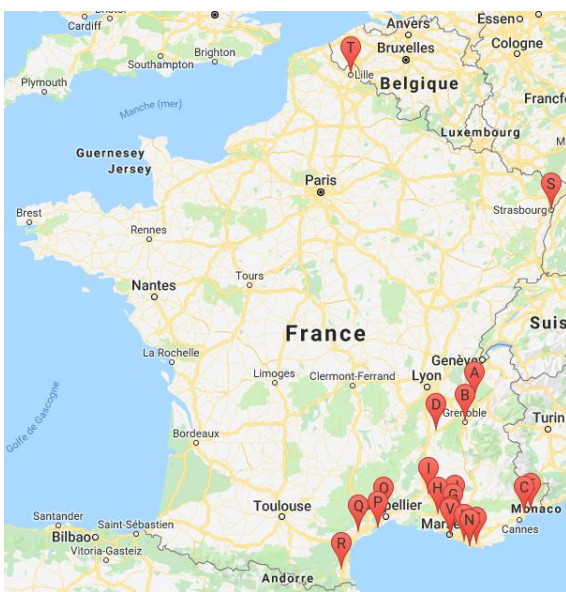 Cardiff
Bristol
Southampton
Brighton
Plymouth
Anvers
Essen
Bruxelles
Cologne
T
Lille
Belgique
Francfo
Manche (mer)
Luxembourg
Guernesey
Jersey
Paris
S
Strasbourg
Brest
Rennes
Nantes
Tours
France
Suis
La Rochelle
Genève
A
Limoges
Clermont-Ferrand
Lyon
B
Grenoble
D
Turin
Golfe de Gascogne
Bordeaux
I
H
J
G
C
Q
O
P
pellier
V
N
Monaco
Cannes
Toulouse
Marse
R
Santander
Saint-Sébastien
Bilbao
Vitoria-Gasteiz
Andorre